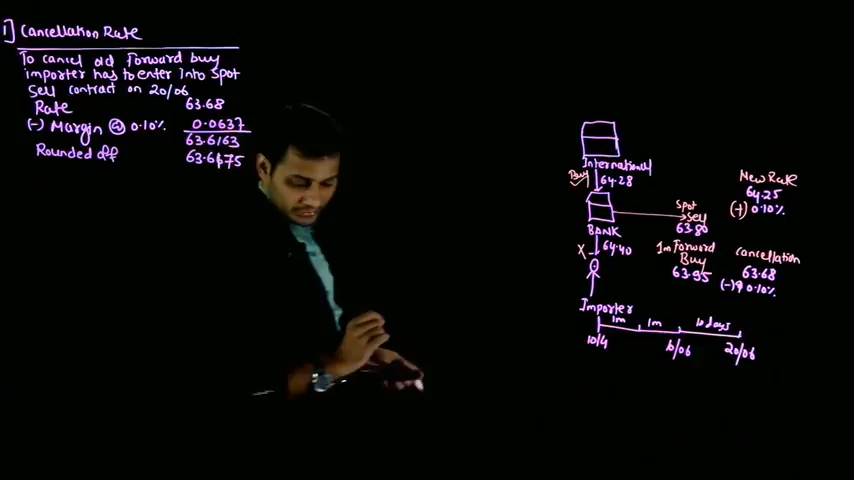 1] Cancellation Rate
To cancel old Forward buy
importer has to enter Into Spot
Sell contract on 20/06
Rate 63.68
(-) Margin @ 0.10% 0.0637
63.6163
Rounded off 63.6175
International
Buy 64.28
BANK
X 64.40
Importer
Spot
Sell
63.80
1m Forward
Buy
63.95
New Rate
64.25
(+) 0.10%
Cancellation
63.68
(-) 0.10%
1m 1m 10 days
10/4 10/06 20/06